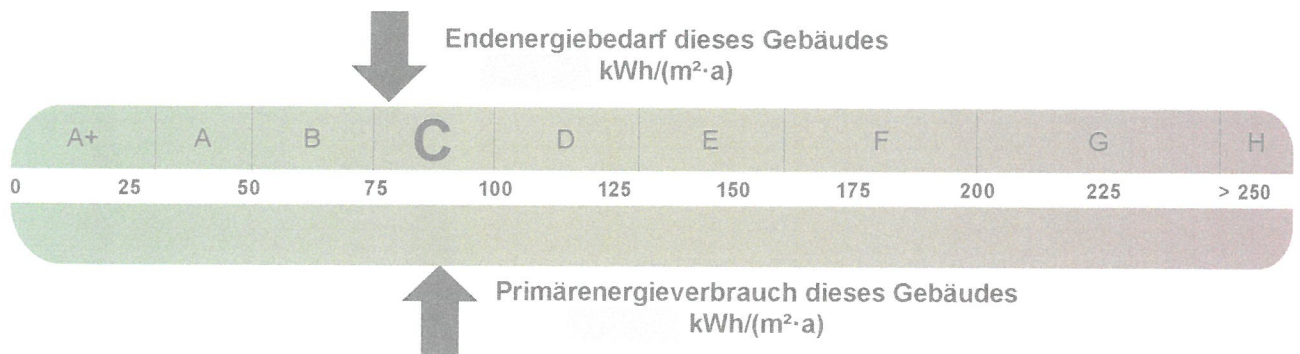 Endenergiebedarf dieses Gebäudes
kWh/(m²·a)
A+ A B C D E F G H
0 25 50 75 100 125 150 175 200 225 > 250
Primärenergieverbrauch dieses Gebäudes
kWh/(m²·a)